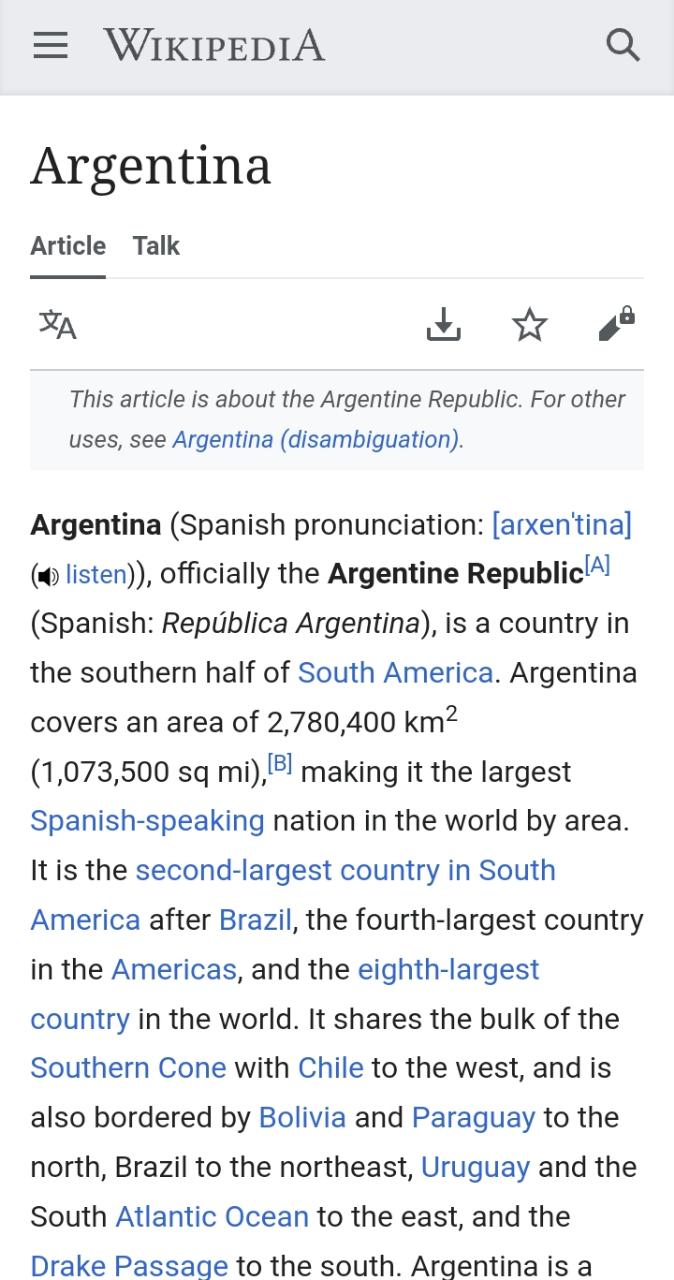 WIKIPEDIA
Argentina
Article Talk
This article is about the Argentine Republic. For other
uses, see Argentina (disambiguation).
Argentina (Spanish pronunciation: [aɾxenˈtina]
(listen)), officially the Argentine Republic[A]
(Spanish: República Argentina), is a country in
the southern half of South America. Argentina
covers an area of 2,780,400 km²
(1,073,500 sq mi),[B] making it the largest
Spanish-speaking nation in the world by area.
It is the second-largest country in South
America after Brazil, the fourth-largest country
in the Americas, and the eighth-largest
country in the world. It shares the bulk of the
Southern Cone with Chile to the west, and is
also bordered by Bolivia and Paraguay to the
north, Brazil to the northeast, Uruguay and the
South Atlantic Ocean to the east, and the
Drake Passage to the south. Argentina is a